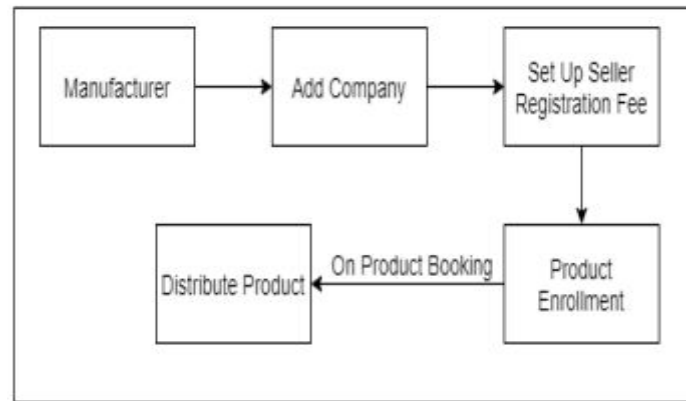 Manufacturer
Add Company
Set Up Seller
Registration Fee
On Product Booking
Distribute Product
Product
Enrollment